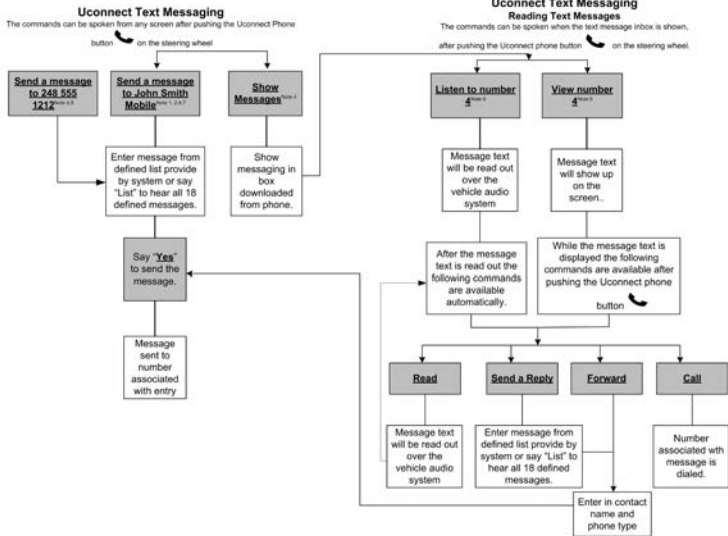 Uconnect Text Messaging
The commands can be spoken from any screen after pushing the Uconnect Phone
button on the steering wheel
Send a message
to 248 555
1212
Send a message
to John Smith
Mobile Note 1, 2,6,7
Show
Messages Note 4
Enter message from
defined list provide
by system or say
"List" to hear all 18
defined messages.
Show
messaging in
box
downloaded
from phone.
Say "Yes"
to send the
message.
Message
sent to
number
associated
with entry
Uconnect Text Messaging
Reading Text Messages
The commands can be spoken when the text message inbox is shown,
after pushing the Uconnect phone button on the steering wheel.
Listen to number
4
View number
4
Message text
will be read out
over the
vehicle audio
system
Message text
will show up
on the
screen..
After the message
text is read out the
following commands
are available
automatically.
While the message text is
displayed the following
commands are available after
pushing the Uconnect phone
button
Read
Send a Reply
Forward
Call
Message text
will be read out
over the
vehicle audio
system
Enter message from
defined list provide by
system or say "List" to
hear all 18 defined
messages.
Number
associated wth
message is
dialed.
Enter in contact
name and
phone type